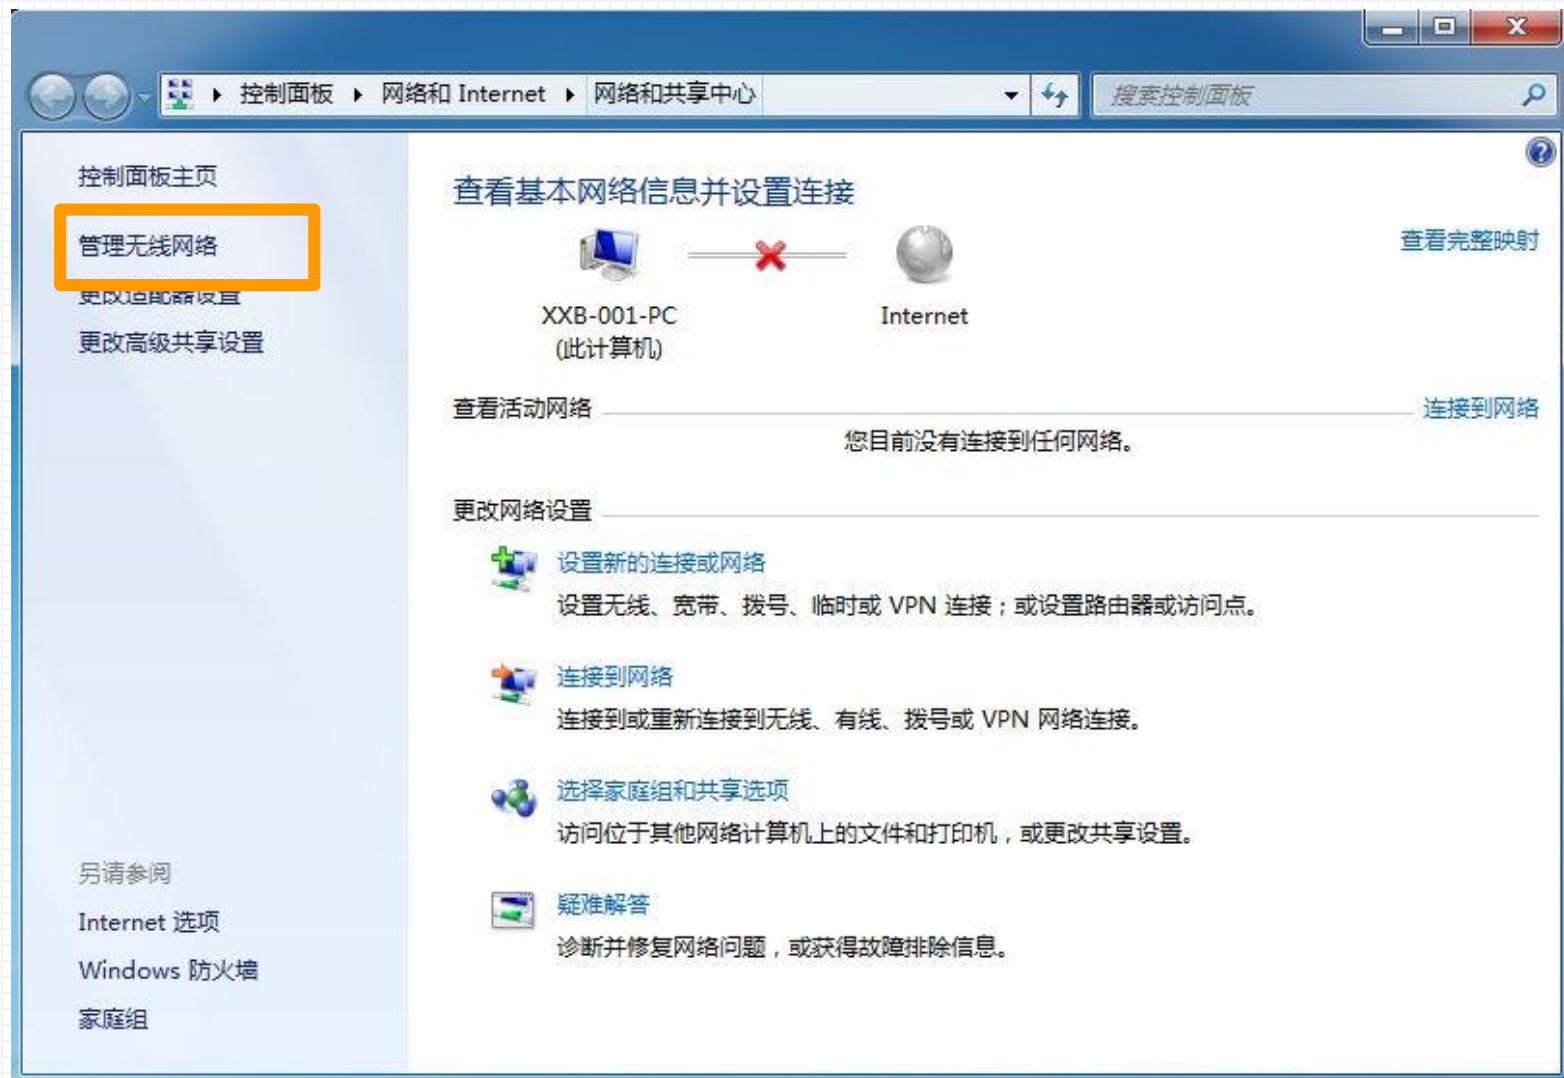 控制面板 网络和 Internet 网络和共享中心
搜索控制面板
控制面板主页
管理无线网络
更改适配器设置
更改高级共享设置
另请参阅
Internet 选项
Windows 防火墙
家庭组
查看基本网络信息并设置连接
查看完整映射
XXB-001-PC
(此计算机)
Internet
查看活动网络
连接到网络
您目前没有连接到任何网络。
更改网络设置
设置新的连接或网络
设置无线、宽带、拨号、临时或 VPN 连接；或设置路由器或访问点。
连接到网络
连接到或重新连接到无线、有线、拨号或 VPN 网络连接。
选择家庭组和共享选项
访问位于其他网络计算机上的文件和打印机，或更改共享设置。
疑难解答
诊断并修复网络问题，或获得故障排除信息。